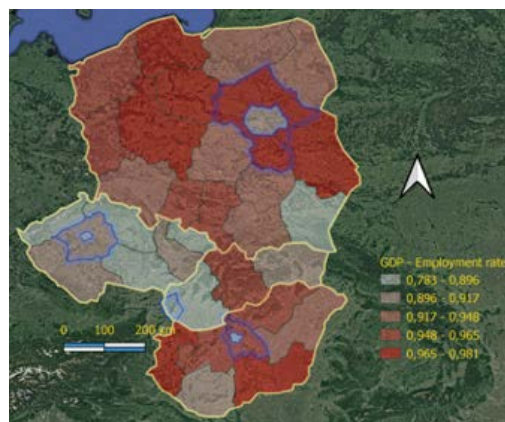 GDP - Employment rate
0,783 - 0,896
0,896 - 0,917
0,917 - 0,948
0,948 - 0,965
0,965 - 0,981
0 100 200 km